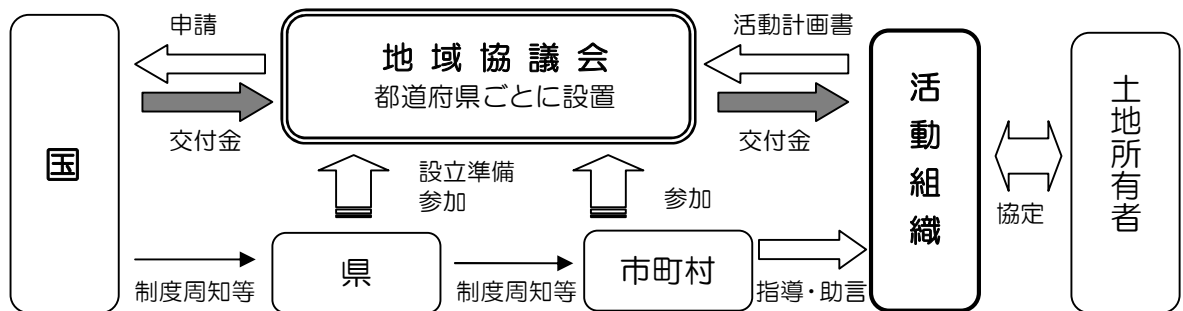 国
申請
交付金
地域協議会
都道府県ごとに設置
活動計画書
交付金
活動組織
協定
土地所有者
設立準備
参加
参加
制度周知等
県
制度周知等
市町村
指導・助言